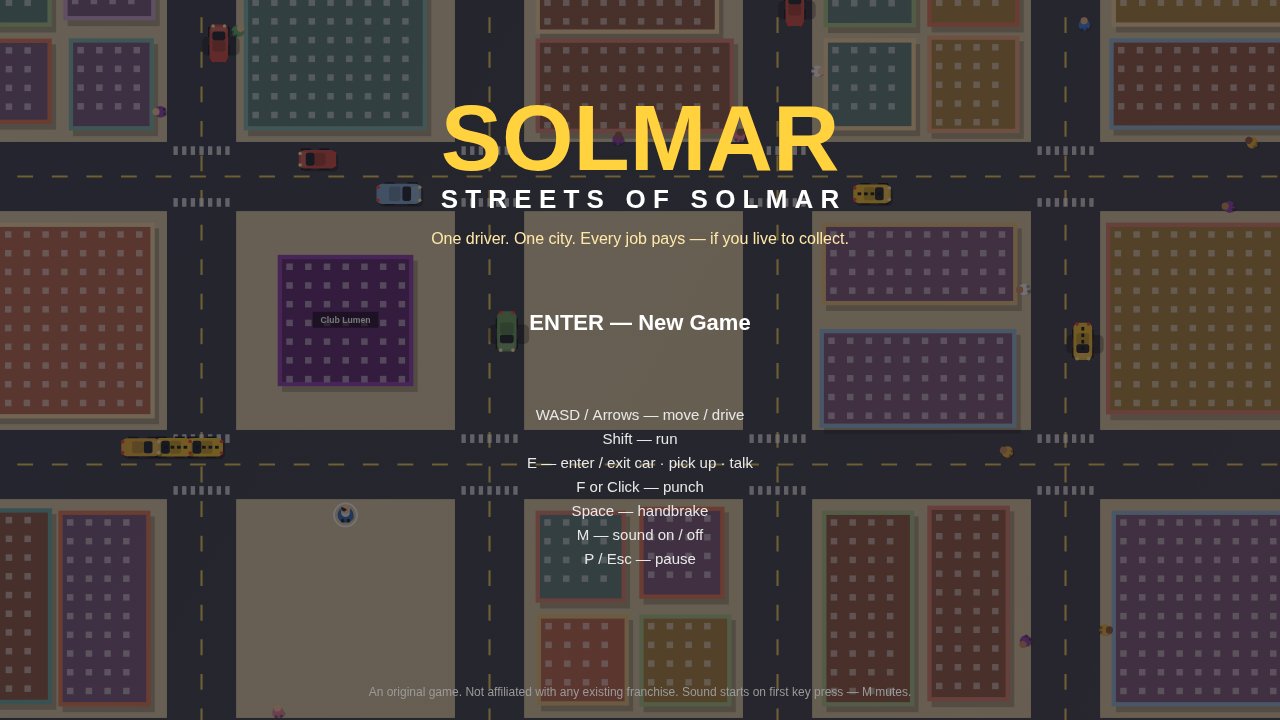 SOLMAR
STREETS OF SOLMAR
One driver. One city. Every job pays — if you live to collect.
Club Lumen
ENTER — New Game
WASD / Arrows — move / drive
Shift — run
E — enter / exit car · pick up · talk
F or Click — punch
Space — handbrake
M — sound on / off
P / Esc — pause
An original game. Not affiliated with any existing franchise. Sound starts on first key press — M mutes.